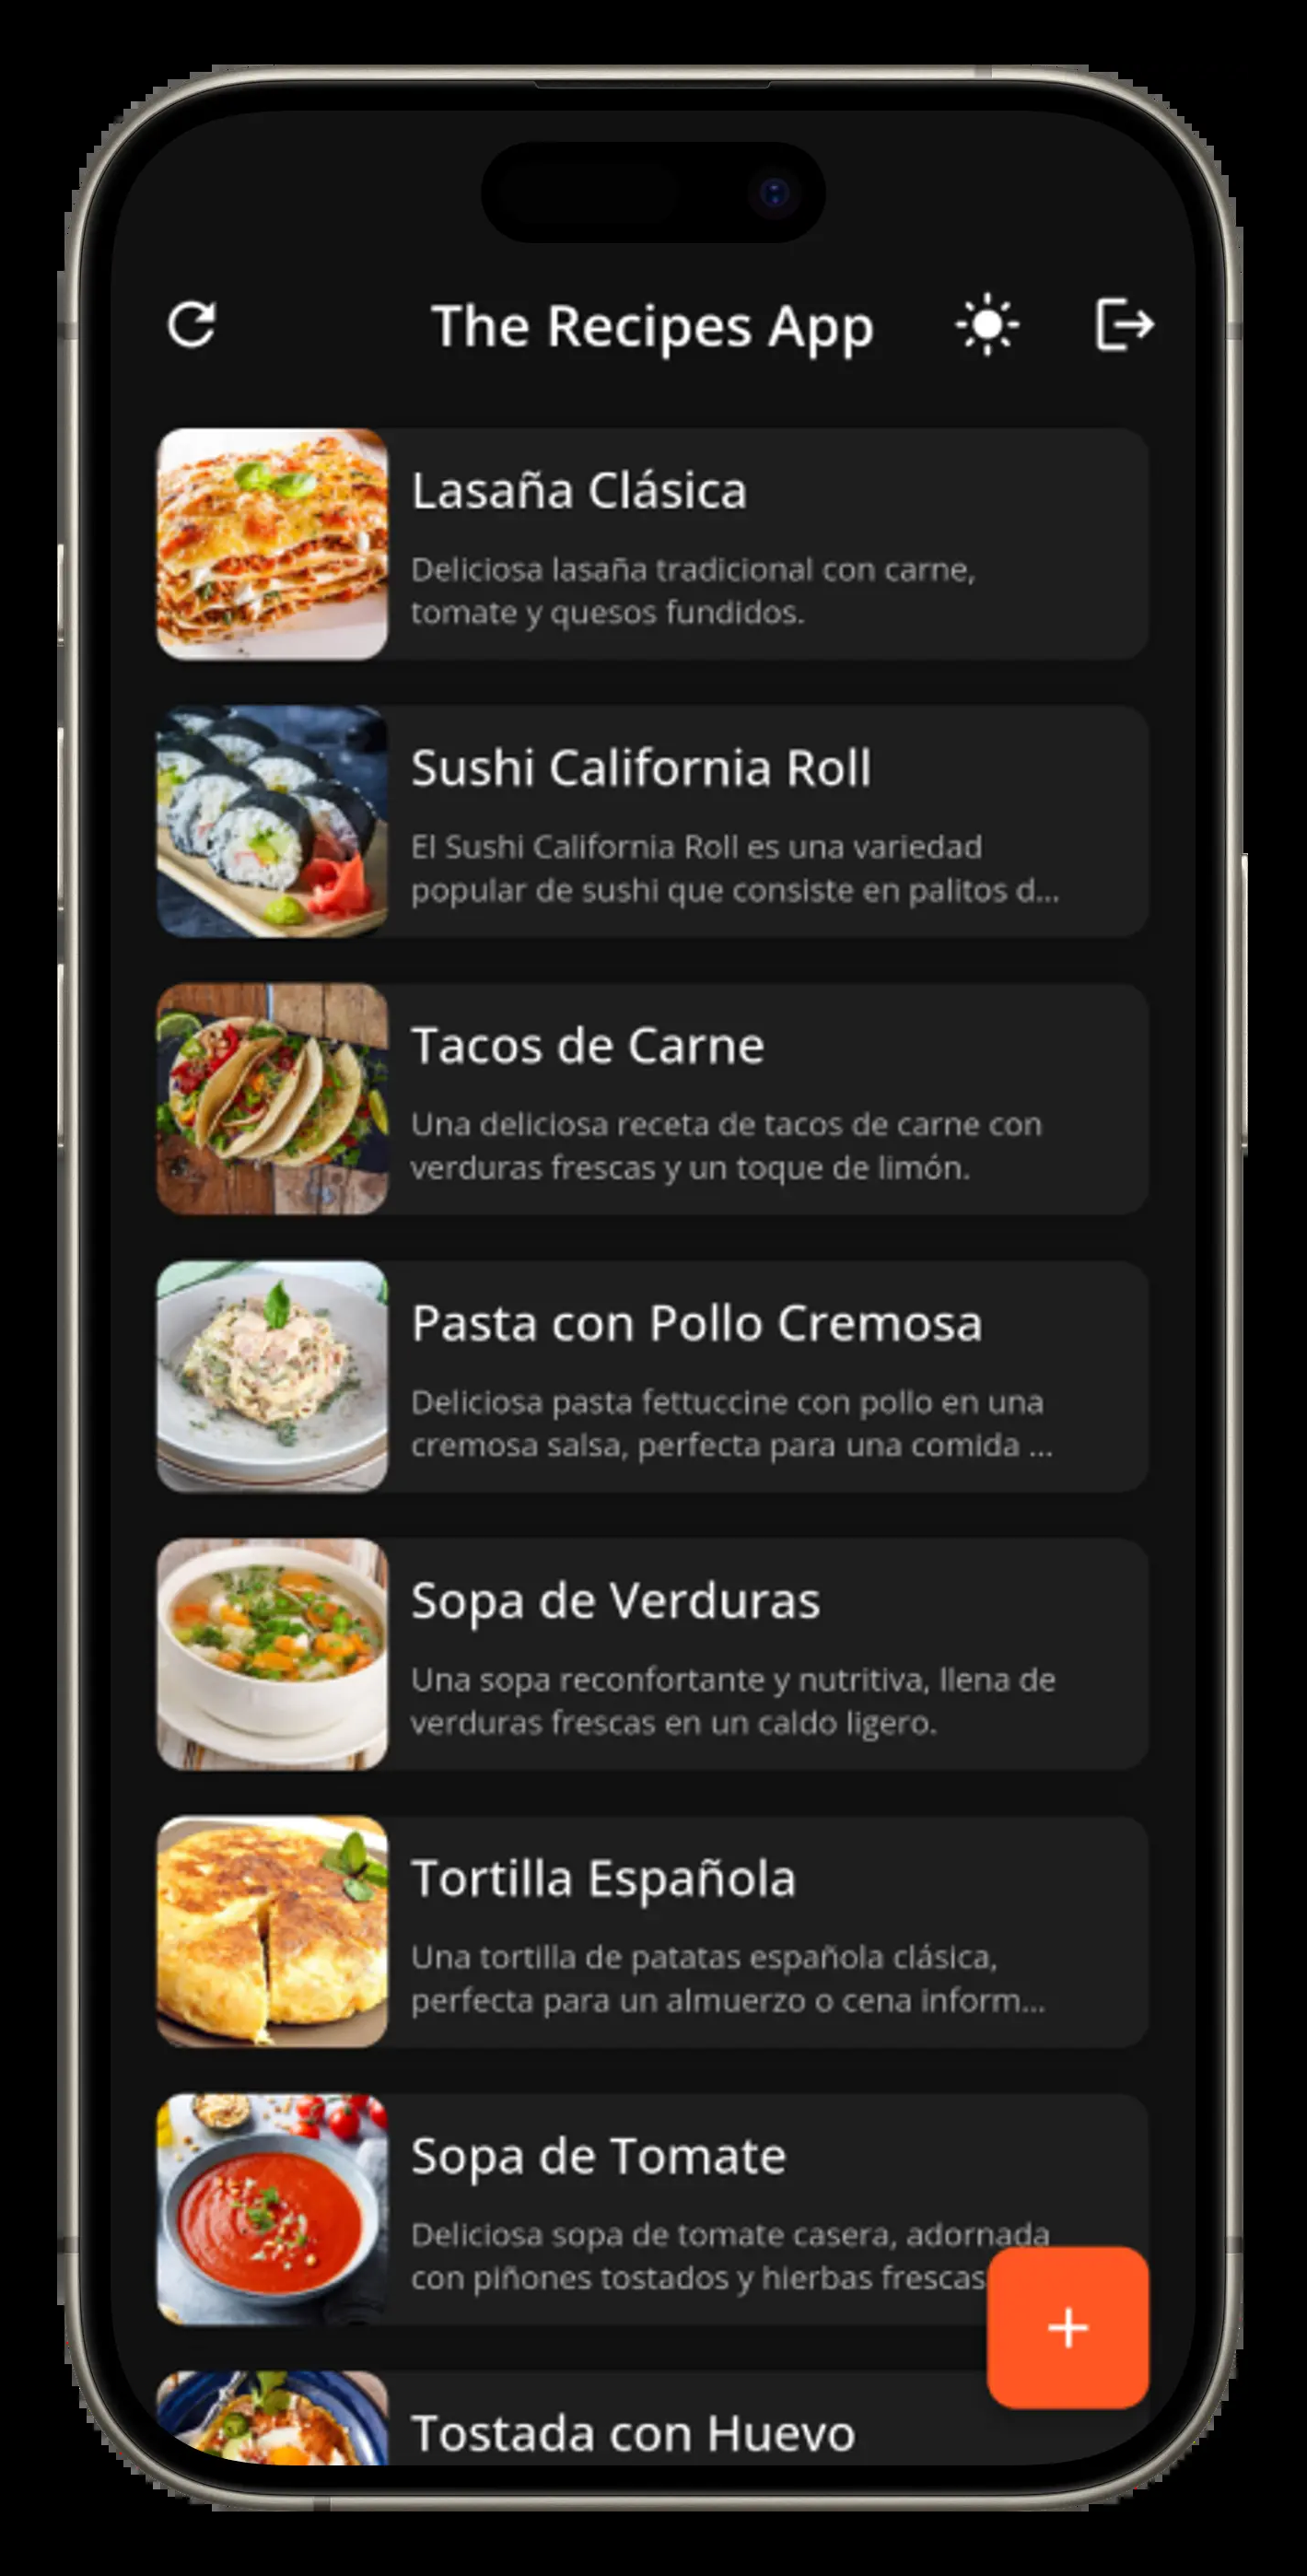 The Recipes App
Lasaña Clásica
Deliciosa lasaña tradicional con carne,
tomate y quesos fundidos.
Sushi California Roll
El Sushi California Roll es una variedad
popular de sushi que consiste en palitos d...
Tacos de Carne
Una deliciosa receta de tacos de carne con
verduras frescas y un toque de limón.
Pasta con Pollo Cremosa
Deliciosa pasta fettuccine con pollo en una
cremosa salsa, perfecta para una comida ...
Sopa de Verduras
Una sopa reconfortante y nutritiva, llena de
verduras frescas en un caldo ligero.
Tortilla Española
Una tortilla de patatas española clásica,
perfecta para un almuerzo o cena inform...
Sopa de Tomate
Deliciosa sopa de tomate casera, adornada
con piñones tostados y hierbas frescas
Tostada con Huevo